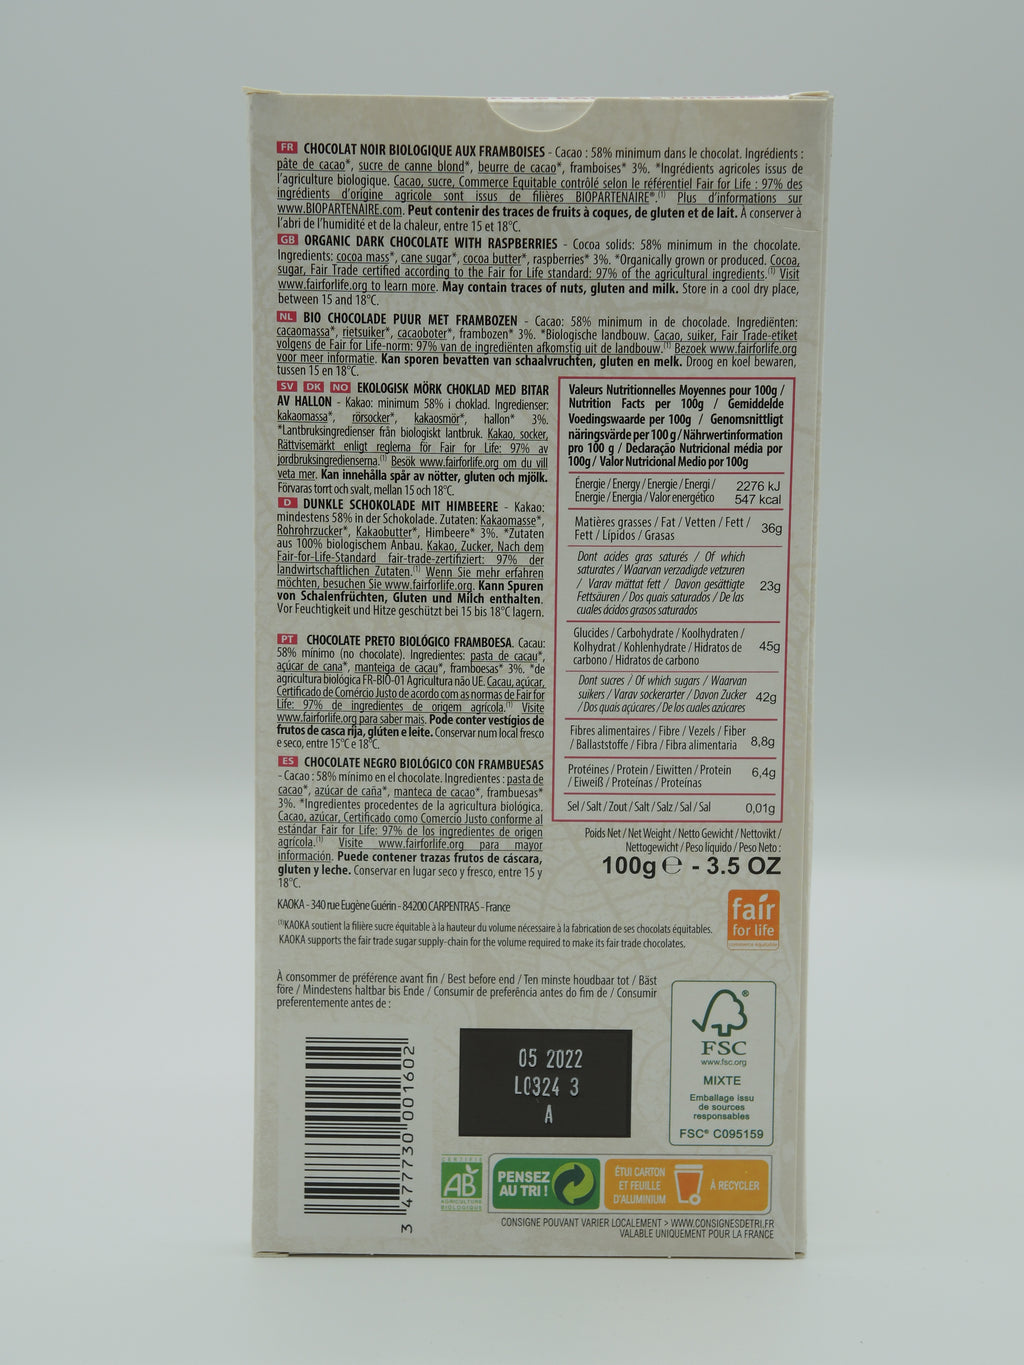 FR CHOCOLAT NOIR BIOLOGIQUE AUX FRAMBOISES - Cacao : 58% minimum dans le chocolat. Ingrédients :
pâte de cacao*, sucre de canne blond*, beurre de cacao*, framboises* 3%. *Ingrédients agricoles issus de
l'agriculture biologique. Cacao, sucre, Commerce Equitable contrôlé selon le référentiel Fair for Life : 97% des
ingrédients d'origine agricole sont issus de filières BIOPARTENAIRE®.(1) Plus d'informations sur
www.BIOPARTENAIRE.com. Peut contenir des traces de fruits à coques, de gluten et de lait. A conserver à
l'abri de l'humidité et de la chaleur, entre 15 et 18°C.
GB ORGANIC DARK CHOCOLATE WITH RASPBERRIES - Cocoa solids: 58% minimum in the chocolate.
Ingredients: cocoa mass*, cane sugar*, cocoa butter*, raspberries* 3%. *Organically grown or produced. Cocoa,
sugar, Fair Trade certified according to the Fair for Life standard: 97% of the agricultural ingredients.(1) Visit
www.fairforlife.org to learn more. May contain traces of nuts, gluten and milk. Store in a cool dry place,
between 15 and 18°C.
NL BIO CHOCOLADE PUUR MET FRAMBOZEN - Cacao: 58% minimum in de chocolade. Ingrediënten:
cacaomassa*, rietsuiker*, cacaoboter*, frambozen* 3%. *Biologische landbouw. Cacao, suiker, Fair Trade-etiket
volgens de Fair for Life-norm: 97% van de ingrediënten afkomstig uit de landbouw.(1) Bezoek www.fairforlife.org
voor meer informatie. Kan sporen bevatten van schaalvruchten, gluten en melk. Droog en koel bewaren,
tussen 15 en 18°C.
SV DK NO EKOLOGISK MÖRK CHOKLAD MED BITAR
AV HALLON - Kakao: minimum 58% i choklad. Ingredienser:
kakaomassa*, rörsocker*, kakaosmör*, hallon* 3%.
*Lantbruksingredienser från biologiskt lantbruk. Kakao, socker,
Rättvisemärkt enligt reglerna för Fair for Life: 97% av
jordbruksingredienserna.(1) Besök www.fairforlife.org om du vill
veta mer. Kan innehålla spår av nötter, gluten och mjölk.
Förvaras torrt och svalt, mellan 15 och 18°C.
D DUNKLE SCHOKOLADE MIT HIMBEERE - Kakao:
mindestens 58% in der Schokolade. Zutaten: Kakaomasse*,
Rohrohrzucker*, Kakaobutter*, Himbeere* 3%. *Zutaten
aus 100% biologischem Anbau. Kakao, Zucker, Nach dem
Fair-for-Life-Standard fair-trade-zertifiziert: 97% der
landwirtschaftlichen Zutaten.(1) Wenn Sie mehr erfahren
möchten, besuchen Sie www.fairforlife.org. Kann Spuren
von Schalenfrüchten, Gluten und Milch enthalten.
Vor Feuchtigkeit und Hitze geschützt bei 15 bis 18°C lagern.
PT CHOCOLATE PRETO BIOLÓGICO FRAMBOESA. Cacau:
58% mínimo (no chocolate). Ingredientes: pasta de cacau*,
açúcar de cana*, manteiga de cacau*, framboesas* 3%. *de
agricultura biológica FR-BIO-01 Agricultura não UE. Cacau, açúcar,
Certificado de Comércio Justo de acordo com as normas de Fair for
Life: 97% de ingredientes de origem agrícola.(1) Visite
www.fairforlife.org para saber mais. Pode conter vestígios de
frutos de casca rija, glúten e leite. Conservar num local fresco
e seco, entre 15°C e 18°C.
ES CHOCOLATE NEGRO BIOLÓGICO CON FRAMBUESAS
- Cacao : 58% mínimo en el chocolate. Ingredientes : pasta de
cacao*, azúcar de caña*, manteca de cacao*, frambuesas*
3%. *Ingredientes procedentes de la agricultura biológica.
Cacao, azúcar, Certificado como Comercio Justo conforme al
estándar Fair for Life: 97% de los ingredientes de origen
agrícola.(1) Visite www.fairforlife.org para mayor
información. Puede contener trazas frutos de cáscara,
gluten y leche. Conservar en lugar seco y fresco, entre 15 y
18°C.
Valeurs Nutritionnelles Moyennes pour 100g /
Nutrition Facts per 100g / Gemiddelde
Voedingswaarde per 100g / Genomsnittligt
näringsvärde per 100 g / Nährwertinformation
pro 100 g / Declaração Nutricional média por
100g / Valor Nutricional Medio por 100g
Énergie / Energy / Energie / Energi / 2276 kJ
Energie / Energia / Valor energético 547 kcal
Matières grasses / Fat / Vetten / Fett /
Fett / Lípidos / Grasas 36g
Dont acides gras saturés / Of which
saturates / Waarvan verzadigde vetzuren
/ Varav mättat fett / Davon gesättigte 23g
Fettsäuren / Dos quais saturados / De las
cuales ácidos grasos saturados
Glucides / Carbohydrate / Koolhydraten /
Kolhydrat / Kohlenhydrate / Hidratos de 45g
carbono / Hidratos de carbono
Dont sucres / Of which sugars / Waarvan
suikers / Varav sockerarter / Davon Zucker 42g
/ Dos quais açúcares / De los cuales azúcares
Fibres alimentaires / Fibre / Vezels / Fiber
/ Ballaststoffe / Fibra / Fibra alimentaria 8,8g
Protéines / Protein / Eiwitten / Protein 6,4g
/ Eiweiß / Proteínas / Proteínas
Sel / Salt / Zout / Salt / Salz / Sal / Sal 0,01g
Poids Net / Net Weight / Netto Gewicht / Nettovikt /
Nettogewicht / Peso líquido / Peso Neto :
100g e - 3.5 OZ
KAOKA - 340 rue Eugène Guérin - 84200 CARPENTRAS - France
(1)KAOKA soutient la filière sucre équitable à la hauteur du volume nécessaire à la fabrication de ses chocolats équitables.
KAOKA supports the fair trade sugar supply-chain for the volume required to make its fair trade chocolates.
fair
for life
commerce équitable
À consommer de préférence avant fin / Best before end / Ten minste houdbaar tot / Bäst
före / Mindestens haltbar bis Ende / Consumir de preferência antes do fim de / Consumir
preferentemente antes de :
05 2022
L0324 3
A
3 477730 001602
FSC
www.fsc.org
MIXTE
Emballage issu
de sources
responsables
FSC® C095159
CERTIFIÉ
AB
AGRICULTURE
BIOLOGIQUE
PENSEZ
AU TRI !
ÉTUI CARTON
ET FEUILLE
D'ALUMINIUM
À RECYCLER
CONSIGNE POUVANT VARIER LOCALEMENT > WWW.CONSIGNESDETRI.FR
VALABLE UNIQUEMENT POUR LA FRANCE